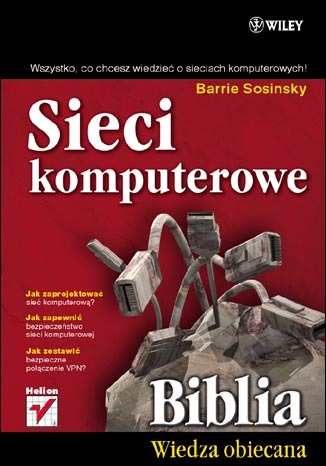 WILEY
Wszystko, co chcesz wiedzieć o sieciach komputerowych!
Barrie Sosinsky
Sieci
komputerowe
Jak zaprojektować
sieć komputerową?
Jak zapewnić
bezpieczeństwo
sieci komputerowej
Jak zestawić
bezpieczne
połączenie VPN?
Helion
Biblia
Wiedza obiecana